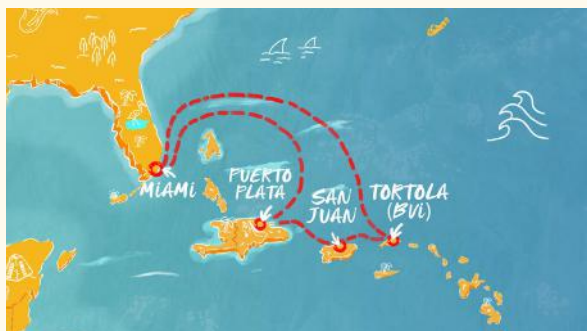 MiAMi
PUERTO
PLATA
SAN
JUAN
TORTOLA
(BVi)